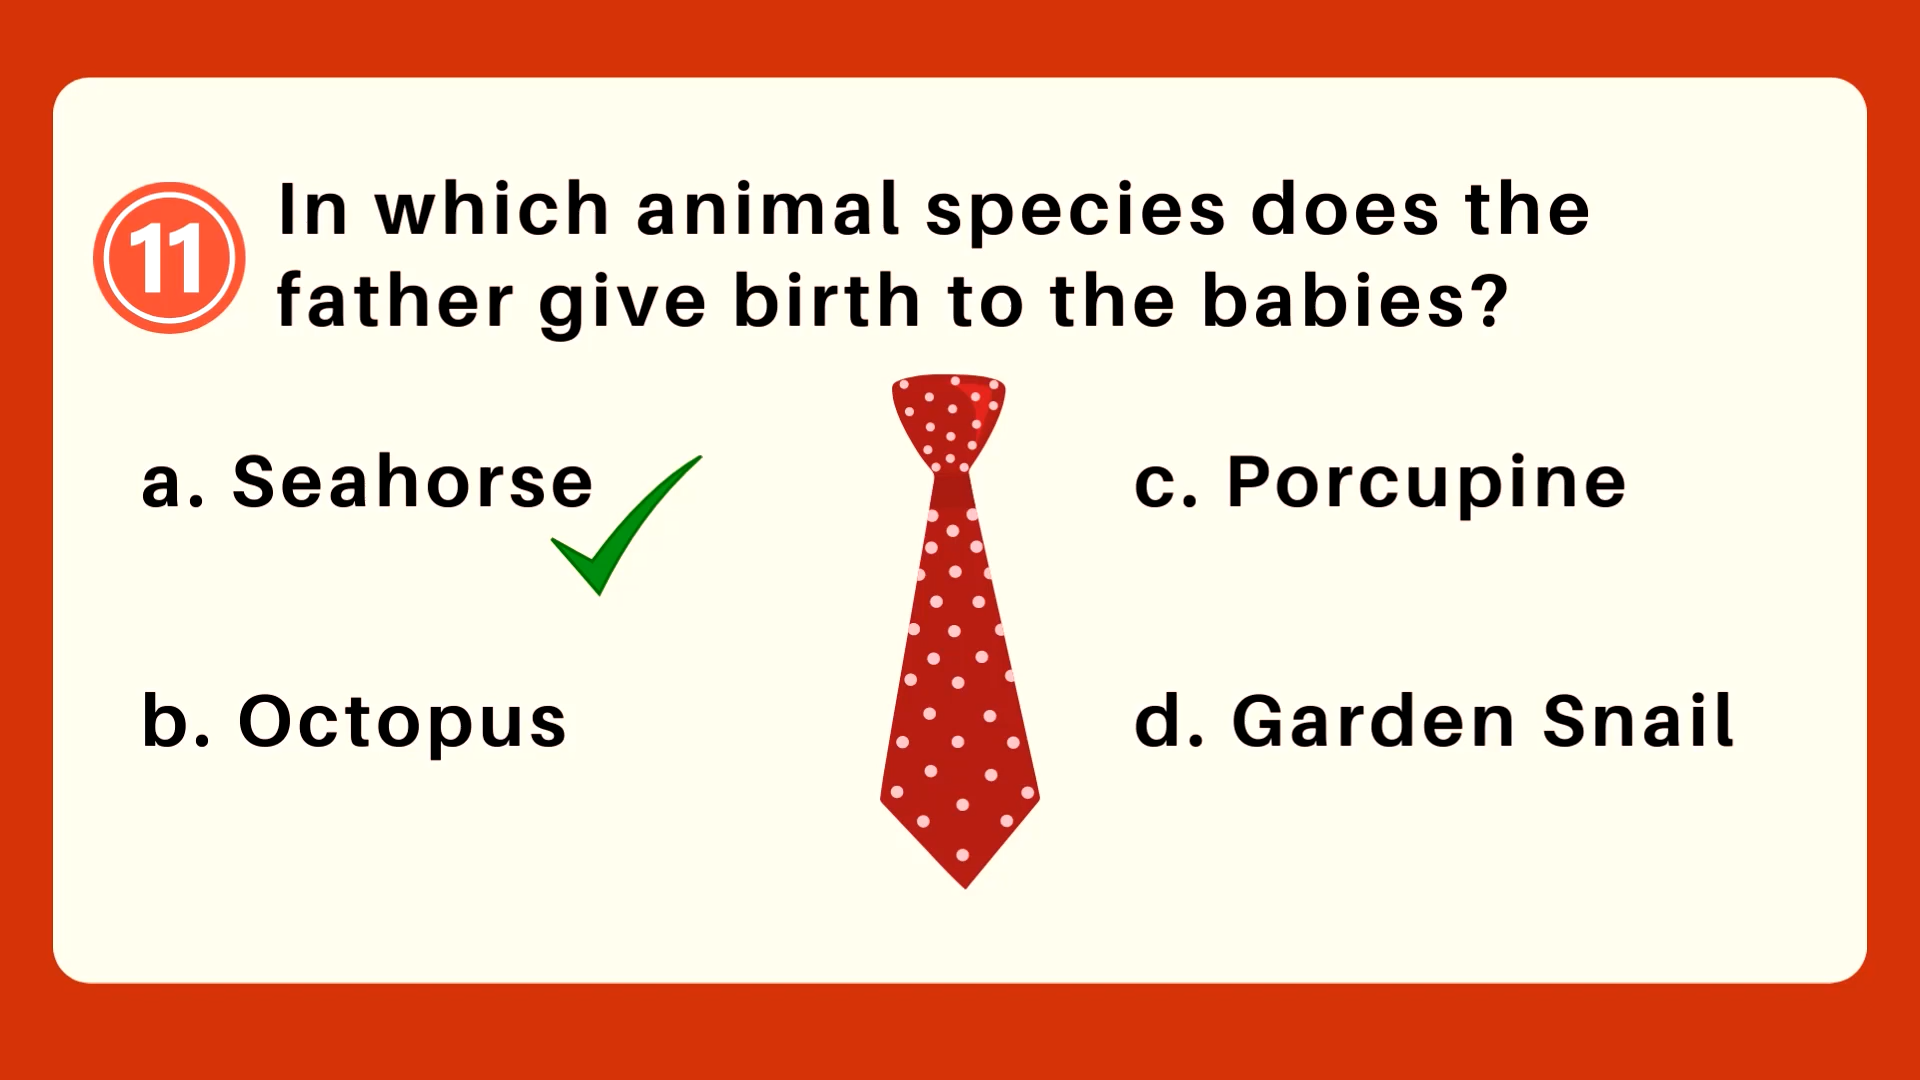 11
In which animal species does the
father give birth to the babies?
a. Seahorse
b. Octopus
c. Porcupine
d. Garden Snail